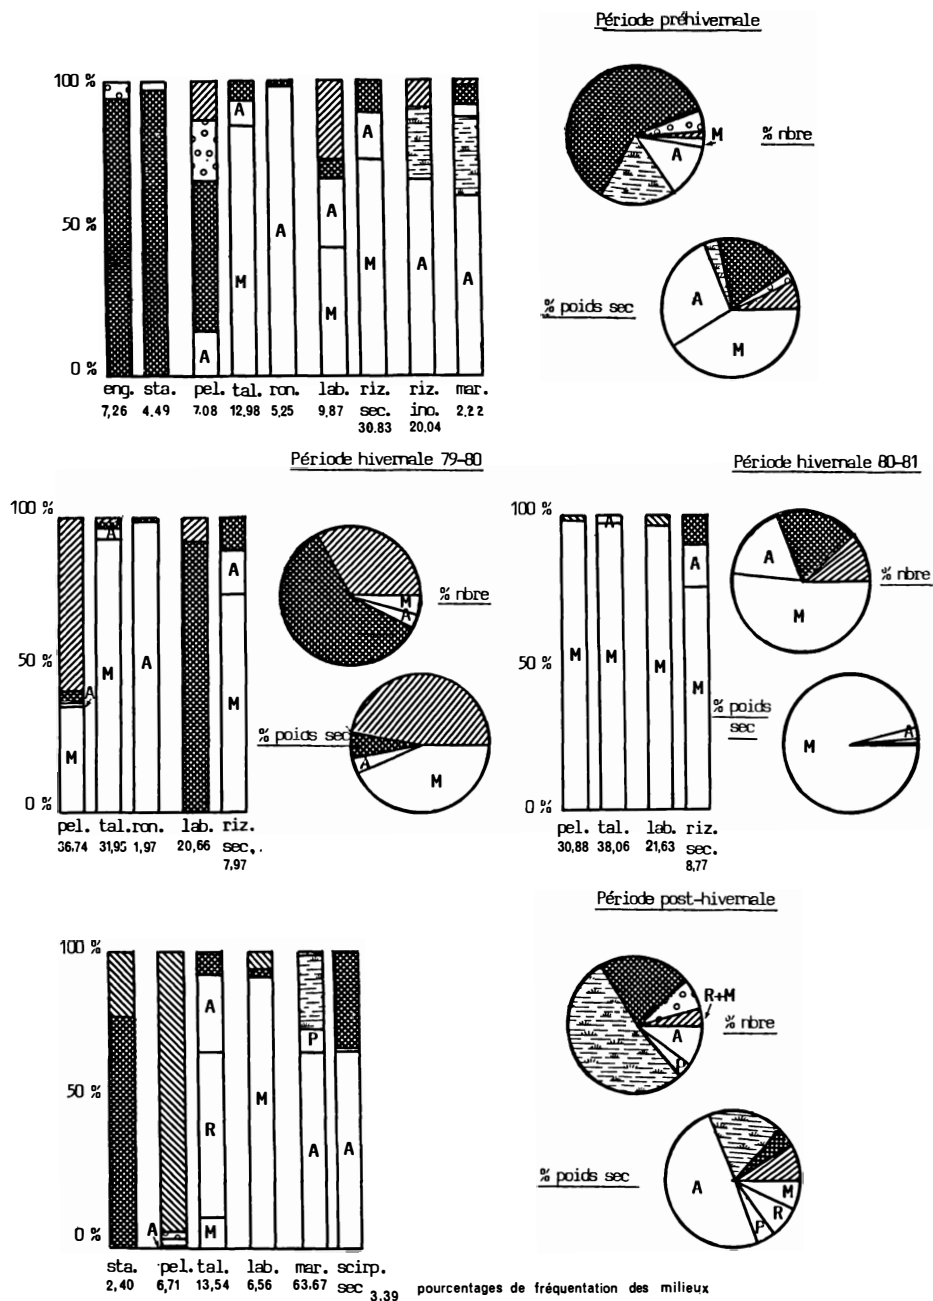 Période préhivernale
100 %
50 %
0 %
A
M
A
A
M
A
M
A
M
A
A
eng. sta. pel. tal. ron. lab. riz. riz. mar.
sec. ino.
7,26 4.49 7.08 12,98 5,25 9,87 30.83 20,04 2,22
M
A
% nbre
% poids sec
A
M
Période hivernale 79-80
100 %
50 %
0 %
A
M
A
M
A
A
M
pel. tal. ron. lab. riz.
sec,.
36.74 31,95 1,97 20,66 7,97
M
A
% nbre
% poids sec
A
M
Période hivernale 80-81
100 %
50 %
0 %
M
A
M
M
A
M
pel. tal. lab. riz.
sec.
30,88 38,06 21,63 8,77
A
M
% nbre
% poids
sec
M
A
Période post-hivernale
100 %
50 %
0 %
A
A
R
M
M
P
A
A
sta. pel. tal. lab. mar. scirp.
sec
2,40 6,71 13,54 6,56 63.67 3,39
R+M
% nbre
A
P
% poids sec
A
M
R
P
pourcentages de fréquentation des milieux